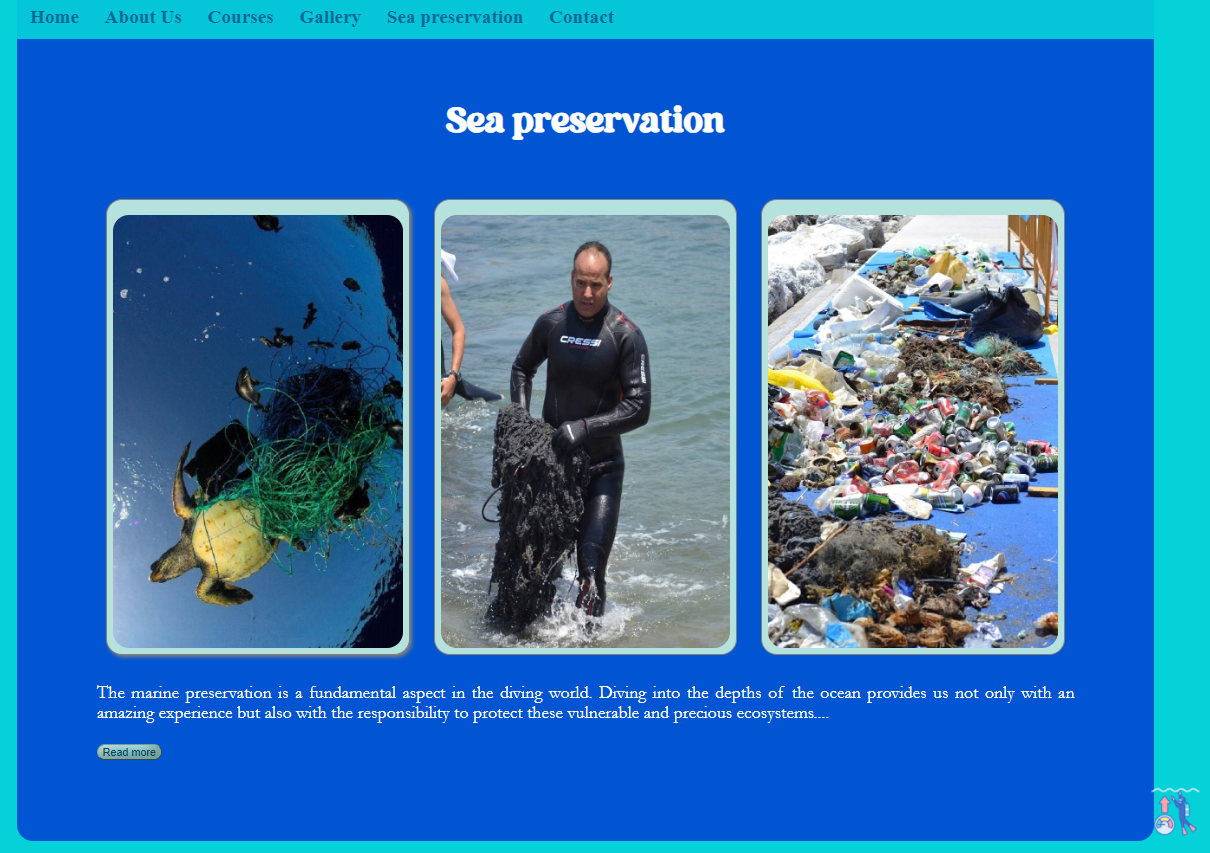 Home About Us Courses Gallery Sea preservation Contact
Sea preservation
CRESSI
The marine preservation is a fundamental aspect in the diving world. Diving into the depths of the ocean provides us not only with an
amazing experience but also with the responsibility to protect these vulnerable and precious ecosystems....
Read more